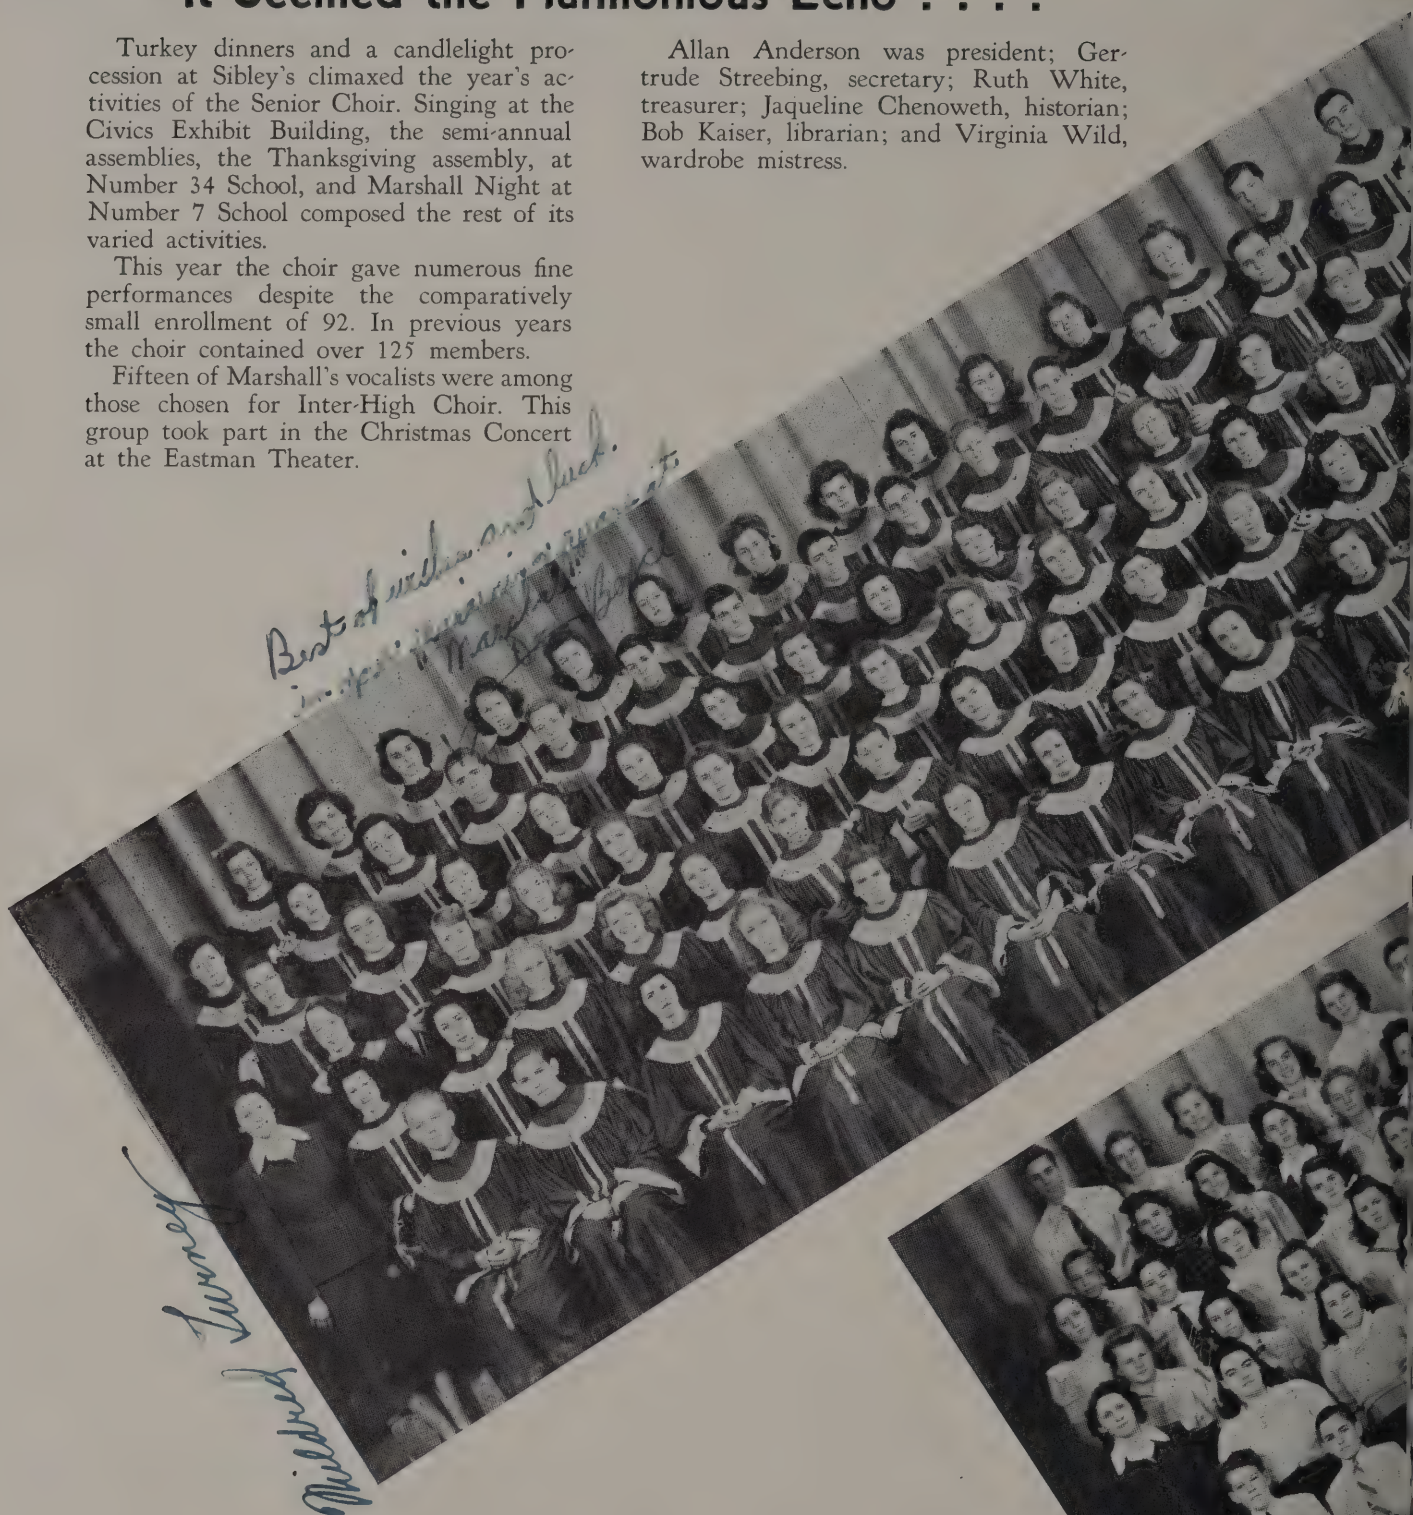 It Seemed the Harmonious Echo . . . .
Turkey dinners and a candlelight pro-
cession at Sibley's climaxed the year's ac-
tivities of the Senior Choir. Singing at the
Civics Exhibit Building, the semi-annual
assemblies, the Thanksgiving assembly, at
Number 34 School, and Marshall Night at
Number 7 School composed the rest of its
varied activities.
This year the choir gave numerous fine
performances despite the comparatively
small enrollment of 92. In previous years
the choir contained over 125 members.
Fifteen of Marshall's vocalists were among
those chosen for Inter-High Choir. This
group took part in the Christmas Concert
at the Eastman Theater.
Allan Anderson was president; Ger-
trude Streebing, secretary; Ruth White,
treasurer; Jaqueline Chenoweth, historian;
Bob Kaiser, librarian; and Virginia Wild,
wardrobe mistress.
Best of wishes and luck.
in
Mildred Turney